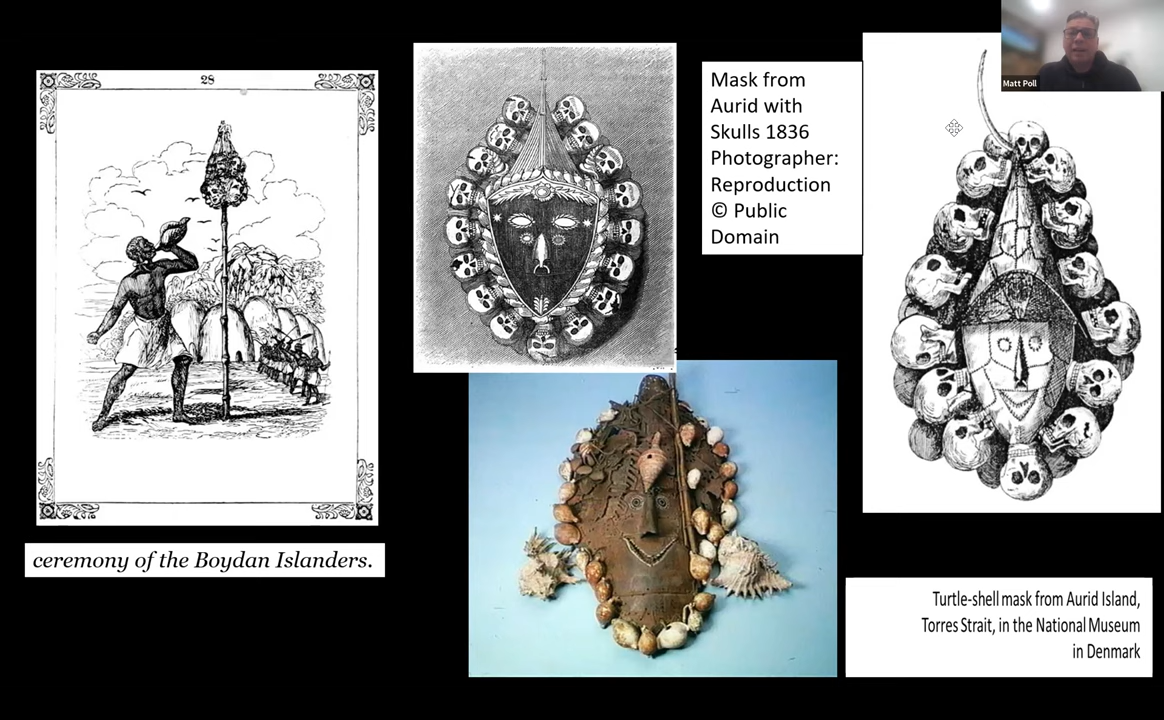 28
ceremony of the Boydan Islanders.
Mask from
Aurid with
Skulls 1836
Photographer:
Reproduction
© Public
Domain
Matt Poll
Turtle-shell mask from Aurid Island,
Torres Strait, in the National Museum
in Denmark